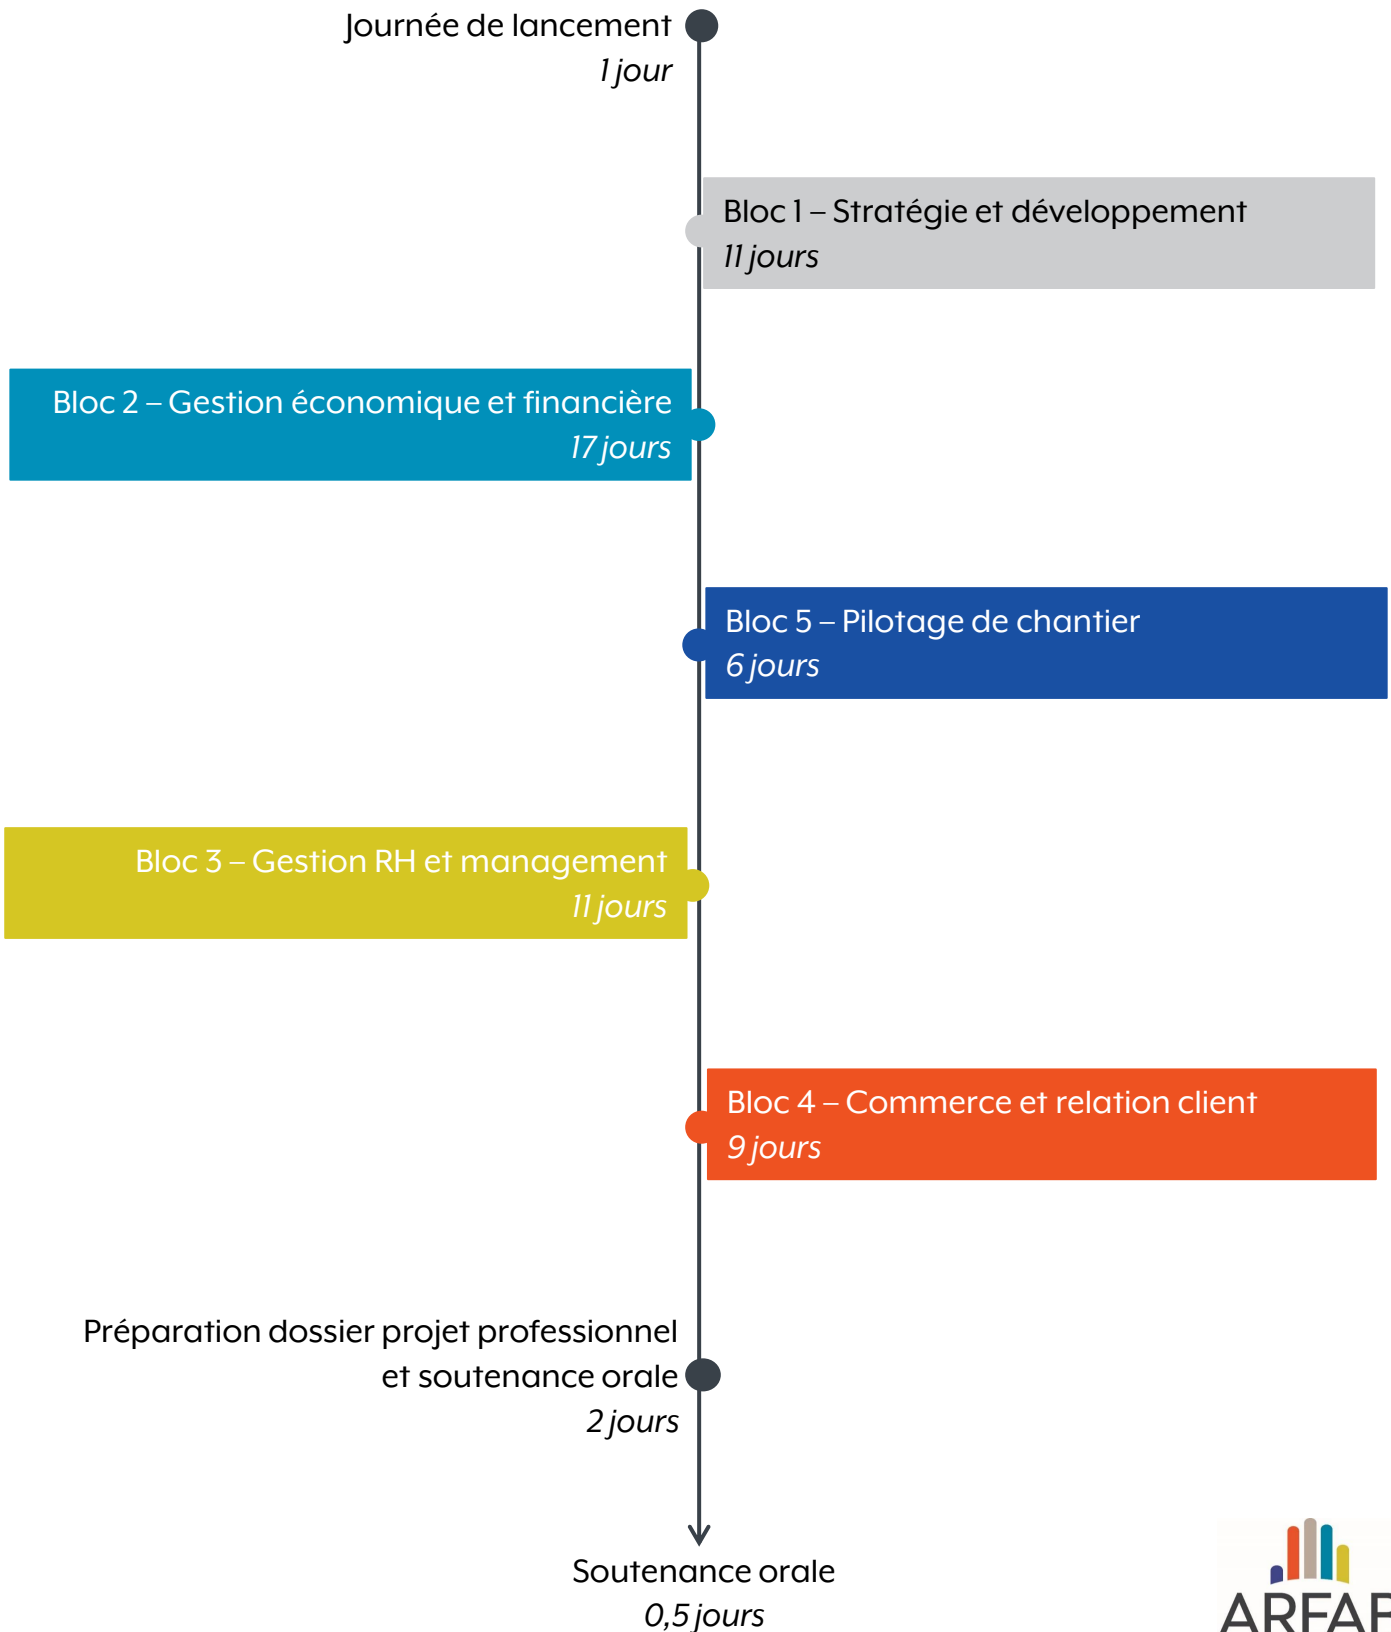 Journée de lancement
1 jour
Bloc 1 – Stratégie et développement
11 jours
Bloc 2 – Gestion économique et financière
17 jours
Bloc 5 – Pilotage de chantier
6 jours
Bloc 3 – Gestion RH et management
11 jours
Bloc 4 – Commerce et relation client
9 jours
Préparation dossier projet professionnel
et soutenance orale
2 jours
Soutenance orale
0,5 jours